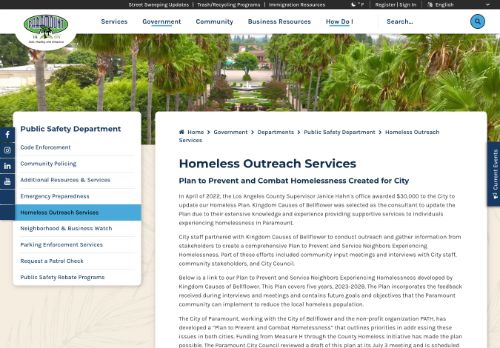 Street Sweeping Updates | Trash/Recycling Programs | Immigration Resources
°F | Register | Sign In
English
PARAMOUNT
Services
Government
Community
Business Resources
How Do I
Search...
Public Safety Department
Code Enforcement
Community Policing
Additional Resources & Services
Emergency Preparedness
Homeless Outreach Services
Neighborhood & Business Watch
Parking Enforcement Services
Request a Patrol Check
Public Safety Rebate Programs
Home > Government > Departments > Public Safety Department > Homeless Outreach
Services
Homeless Outreach Services
Plan to Prevent and Combat Homelessness Created for City
In April of 2022, the Los Angeles County Supervisor Janice Hahn's office awarded $30,000 to the City to
update our Homeless Plan. Kingdom Causes of Bellflower was selected as the consultant to update the
Plan due to their extensive knowledge and experience providing supportive services to individuals
experiencing homelessness in Paramount.
City staff partnered with Kingdom Causes of Bellflower to conduct outreach and gather information from
stakeholders to create a comprehensive Plan to Prevent and Service Neighbors Experiencing
Homelessness. Part of these efforts included community input meetings and interviews with City staff,
community stakeholders, and City Council.
Below is a link to our Plan to Prevent and Service Neighbors Experiencing Homelessness developed by
Kingdom Causes of Bellflower. This Plan covers five years, 2023-2028. The Plan incorporates the feedback
received during interviews and meetings and contains future goals and objectives that the Paramount
community can implement to reduce the local homeless population.
The City of Paramount, working with the City of Bellflower and the non-profit organization PATH, has
developed a "Plan to Prevent and Combat Homelessness" that outlines priorities in addressing these
issues in both cities. Funding from Measure H through the County Homeless Initiative has made the plan
possible. The Paramount City Council reviewed a draft of this plan at its July 3 meeting and is scheduled
Current Events